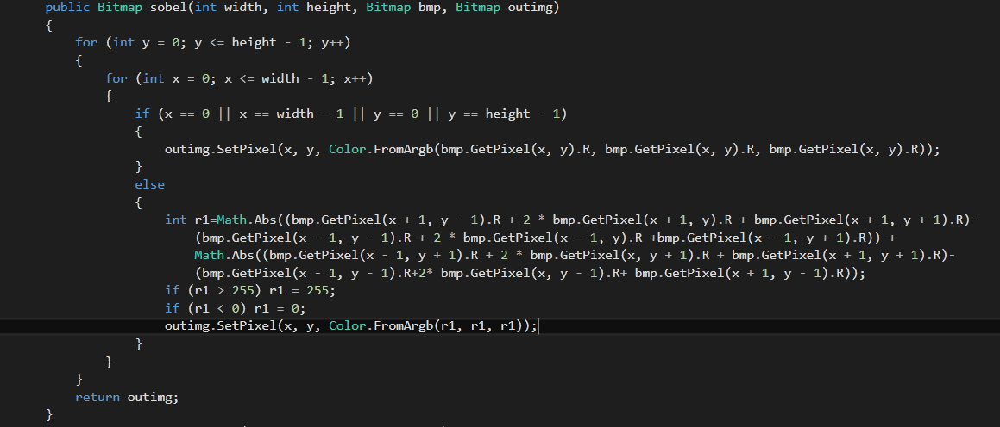 public Bitmap sobel(int width, int height, Bitmap bmp, Bitmap outimg)
{
for (int y = 0; y <= height - 1; y++)
{
for (int x = 0; x <= width - 1; x++)
{
if (x == 0 || x == width - 1 || y == 0 || y == height - 1)
{
outimg.SetPixel(x, y, Color.FromArgb(bmp.GetPixel(x, y).R, bmp.GetPixel(x, y).R, bmp.GetPixel(x, y).R));
}
else
{
int r1=Math.Abs((bmp.GetPixel(x + 1, y - 1).R + 2 * bmp.GetPixel(x + 1, y).R + bmp.GetPixel(x + 1, y + 1).R)-
(bmp.GetPixel(x - 1, y - 1).R + 2 * bmp.GetPixel(x - 1, y).R +bmp.GetPixel(x - 1, y + 1).R)) +
Math.Abs((bmp.GetPixel(x - 1, y + 1).R + 2 * bmp.GetPixel(x, y + 1).R + bmp.GetPixel(x + 1, y + 1).R)-
(bmp.GetPixel(x - 1, y - 1).R+2* bmp.GetPixel(x, y - 1).R+ bmp.GetPixel(x + 1, y - 1).R));
if (r1 > 255) r1 = 255;
if (r1 < 0) r1 = 0;
outimg.SetPixel(x, y, Color.FromArgb(r1, r1, r1));
}
}
}
return outimg;
}